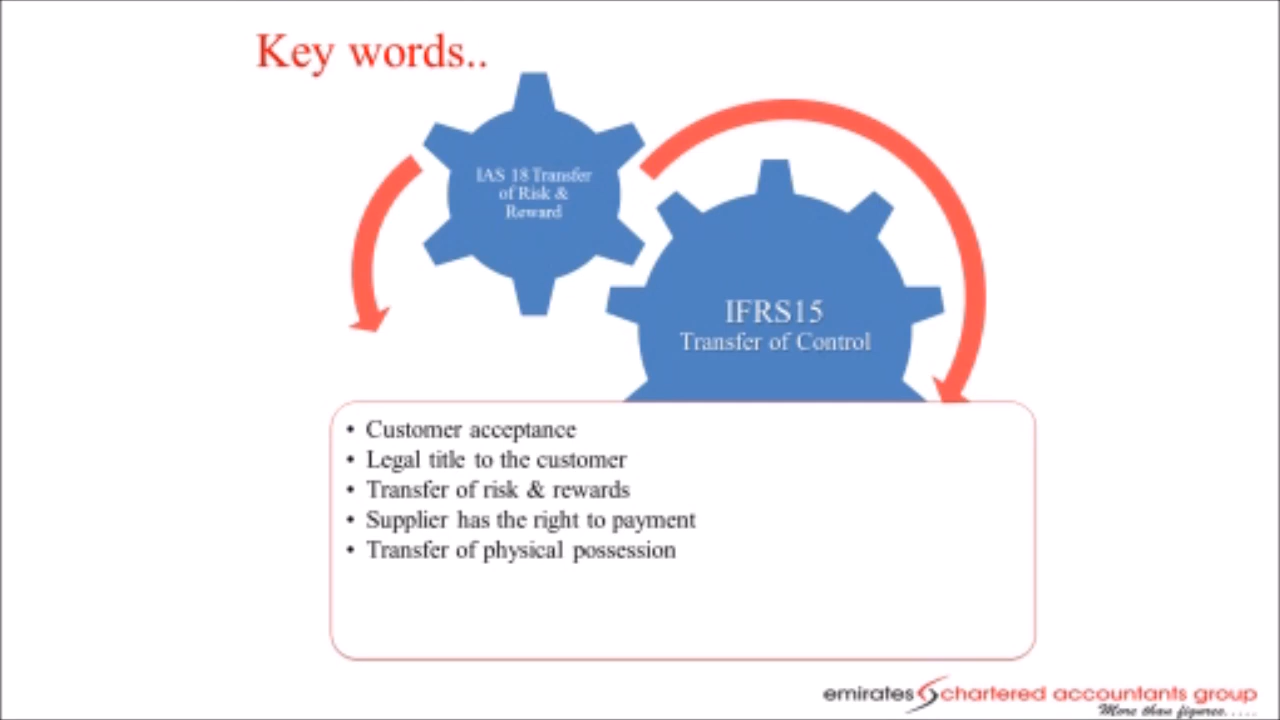 Key words..
IAS 18 Transfer
of Risk &
Reward
IFRS15
Transfer of Control
• Customer acceptance
• Legal title to the customer
• Transfer of risk & rewards
• Supplier has the right to payment
• Transfer of physical possession
emirates chartered accountants group
More than figures.....